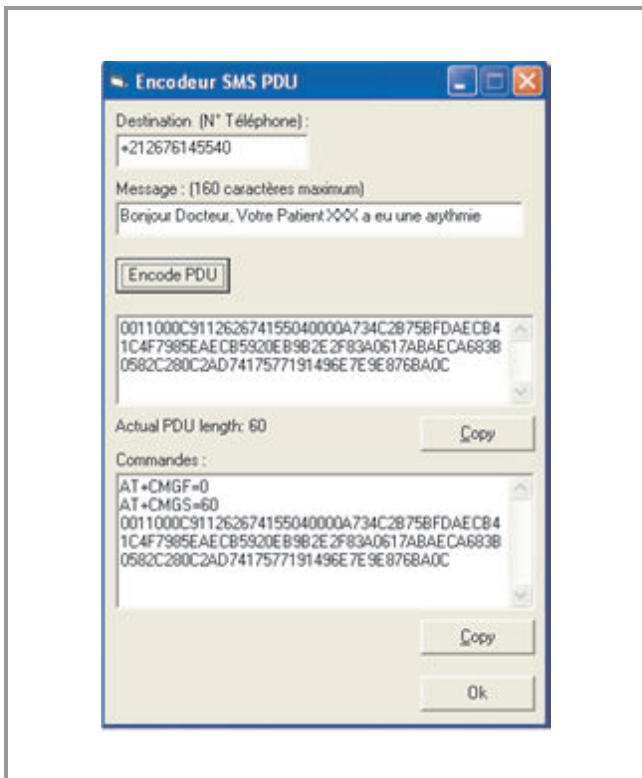 Encodeur SMS PDU
Destination (N° Téléphone) :
+212676145540
Message : (160 caractères maximum)
Bonjour Docteur, Votre Patient XXX a eu une arythmie
Encode PDU
0011000C911262674155040000A734C2B75BFDAECB4
1C4F7985EAECB5920EB9B2E2F83A0617ABAECA683B
0582C280C2AD7417577191496E7E9E876BA0C
Actual PDU length: 60
Copy
Commandes :
AT+CMGF=0
AT+CMGS=60
0011000C911262674155040000A734C2B75BFDAECB4
1C4F7985EAECB5920EB9B2E2F83A0617ABAECA683B
0582C280C2AD7417577191496E7E9E876BA0C
Copy
Ok